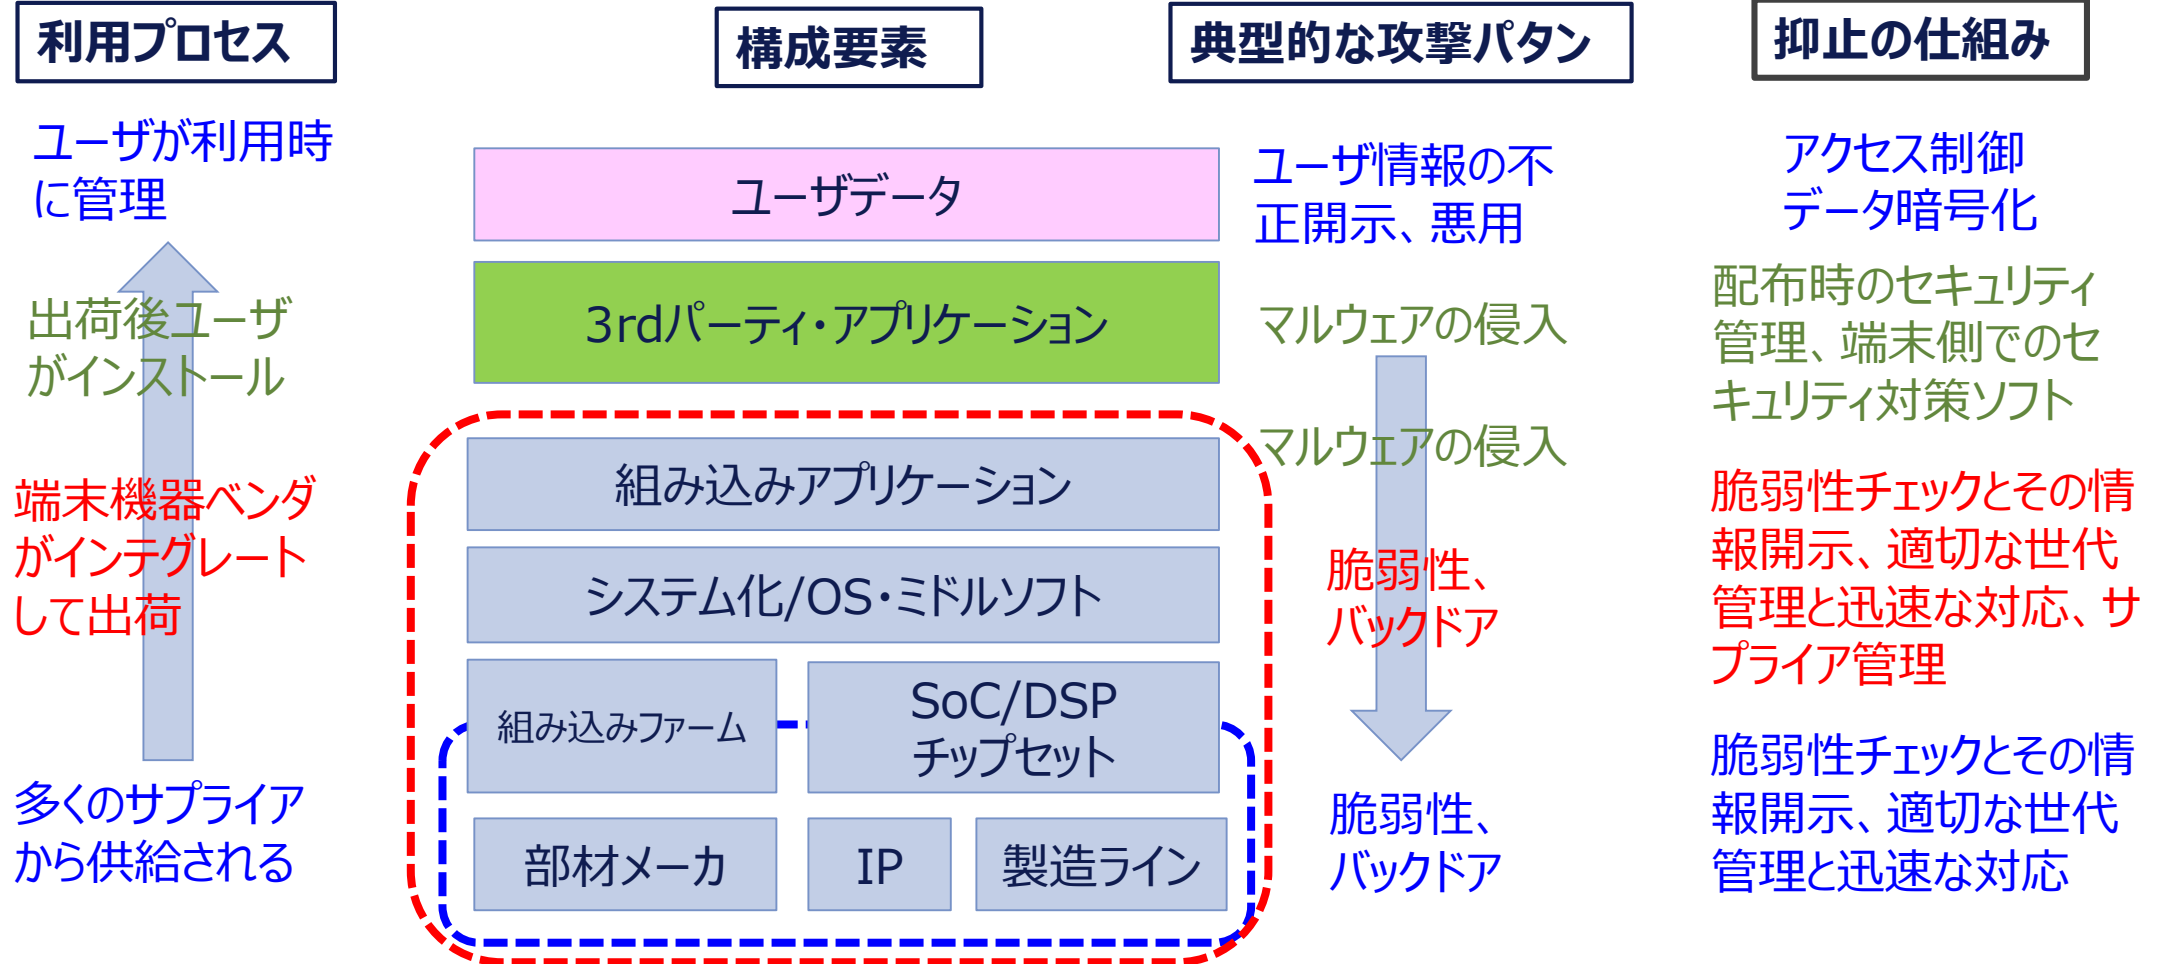 利用プロセス
構成要素
典型的な攻撃パタン
抑止の仕組み
ユーザが利用時
に管理
ユーザデータ
ユーザ情報の不
正開示、悪用
アクセス制御
データ暗号化
出荷後ユーザ
がインストール
3rdパーティ・アプリケーション
マルウェアの侵入
配布時のセキュリティ
管理、端末側でのセ
キュリティ対策ソフト
端末機器ベンダ
がインテグレート
して出荷
組み込みアプリケーション
マルウェアの侵入
システム化/OS・ミドルソフト
脆弱性、
バックドア
脆弱性チェックとその情
報開示、適切な世代
管理と迅速な対応、サ
プライア管理
組み込みファーム
SoC/DSP
チップセット
多くのサプライア
から供給される
部材メーカ
IP
製造ライン
脆弱性、
バックドア
脆弱性チェックとその情
報開示、適切な世代
管理と迅速な対応